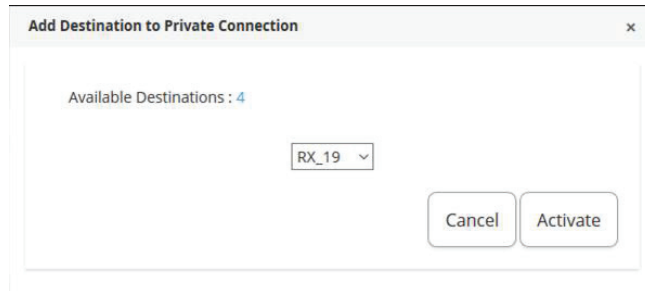 Add Destination to Private Connection ×
Available Destinations : 4
RX_19
Cancel Activate